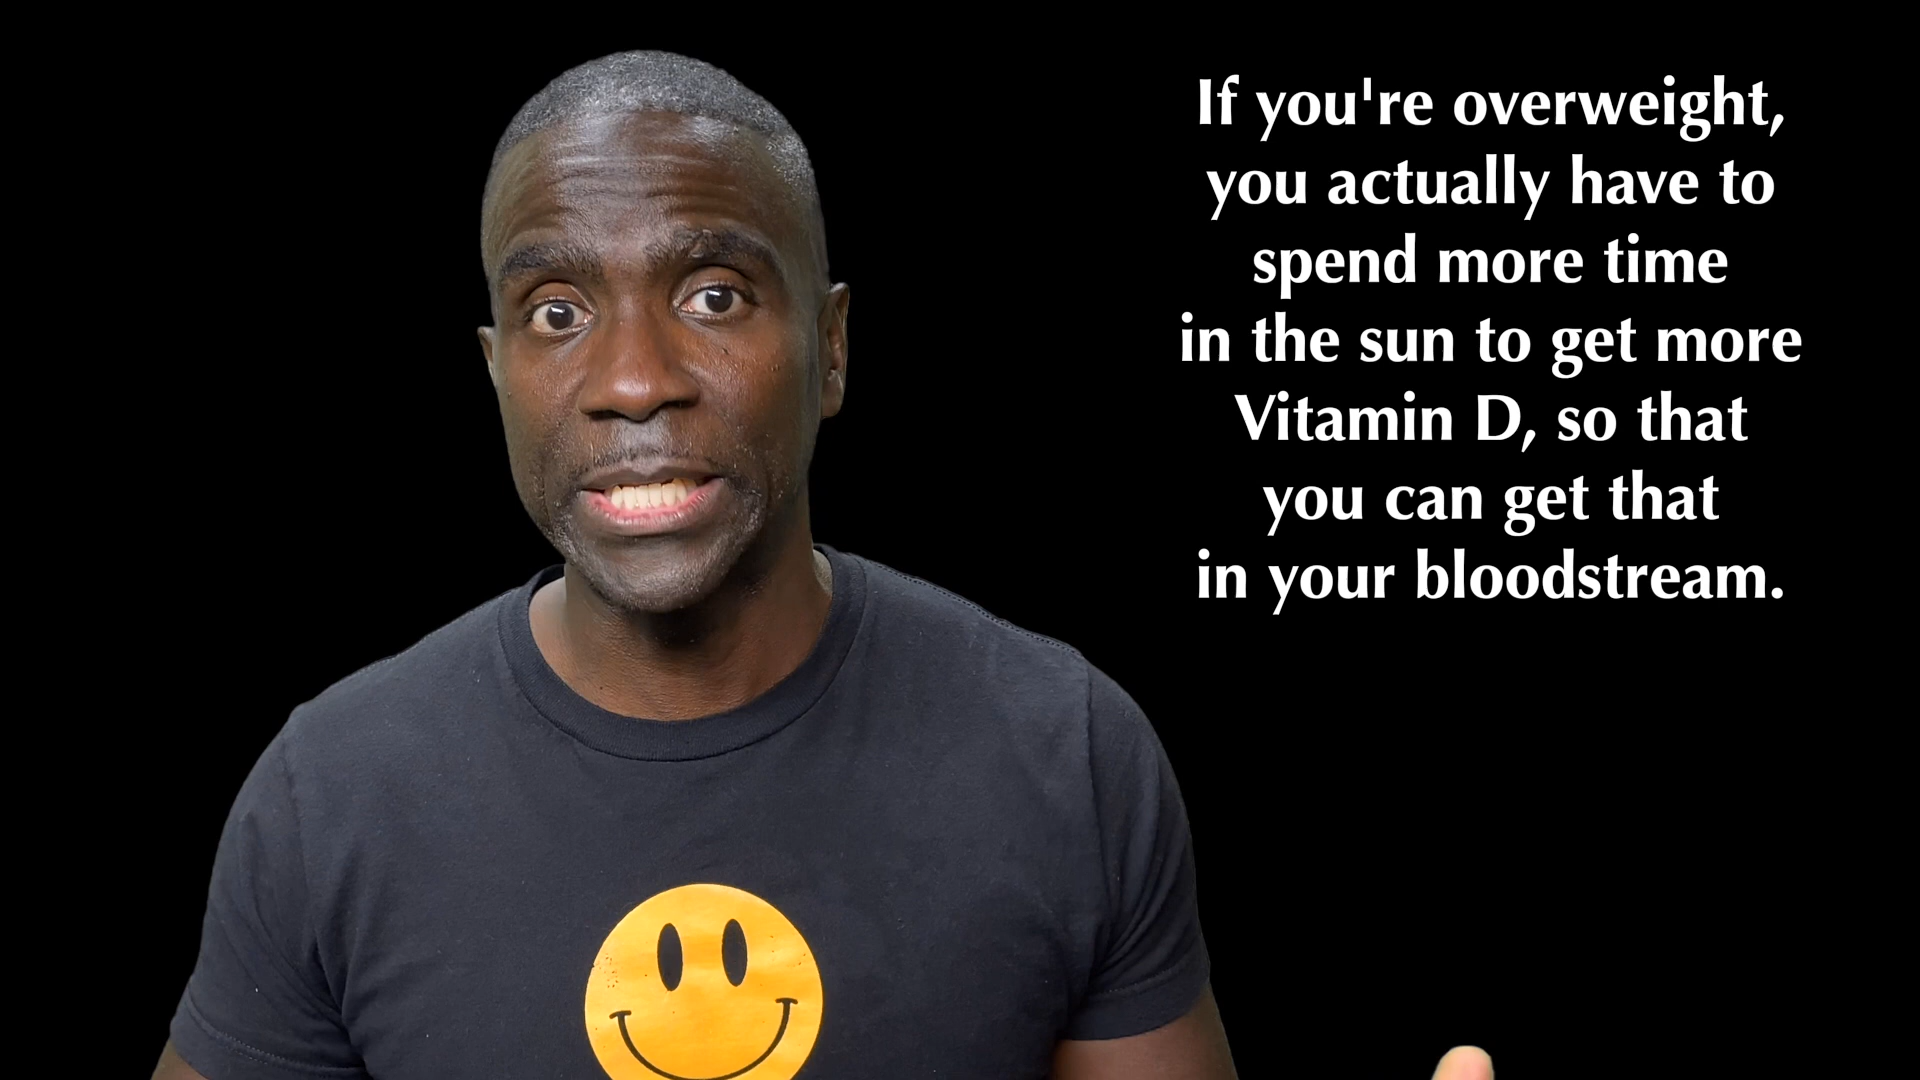 If you're overweight,
you actually have to
spend more time
in the sun to get more
Vitamin D, so that
you can get that
in your bloodstream.